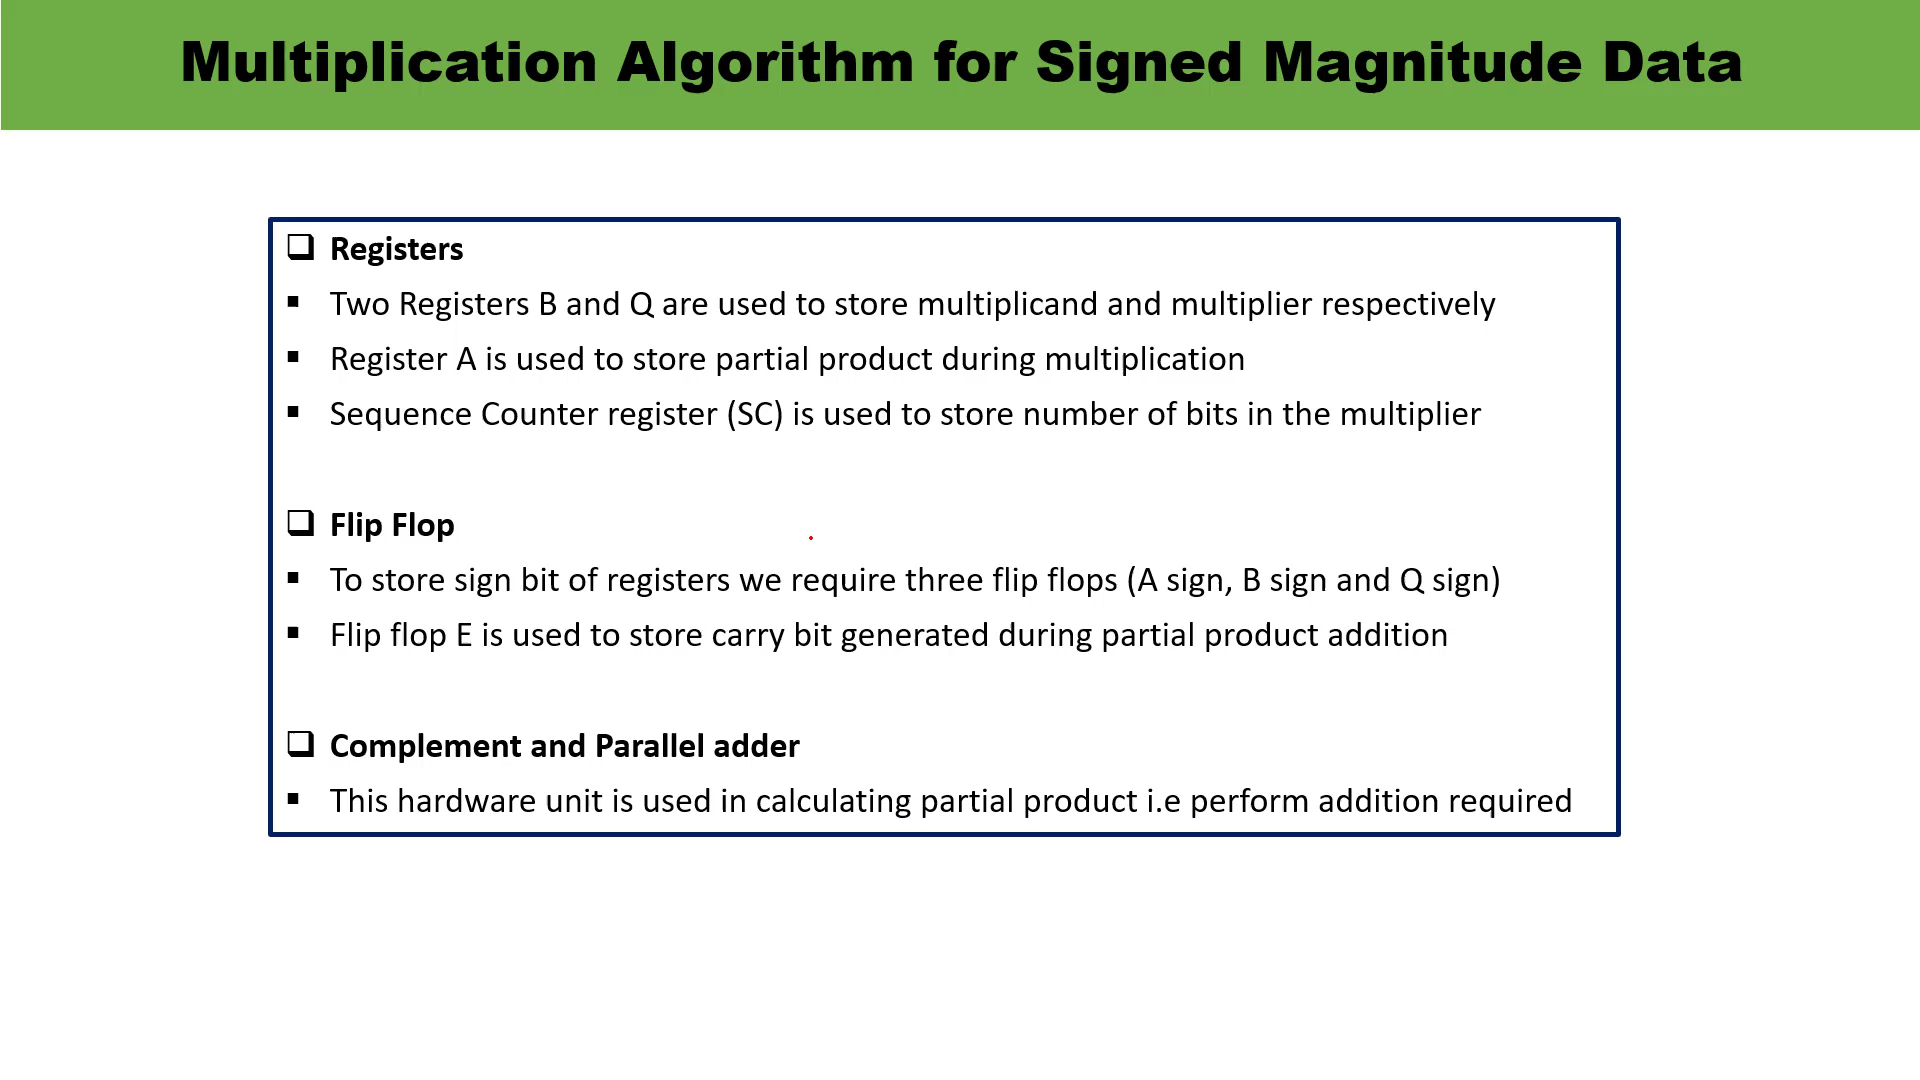 Multiplication Algorithm for Signed Magnitude Data
Registers
Two Registers B and Q are used to store multiplicand and multiplier respectively
Register A is used to store partial product during multiplication
Sequence Counter register (SC) is used to store number of bits in the multiplier
Flip Flop
To store sign bit of registers we require three flip flops (A sign, B sign and Q sign)
Flip flop E is used to store carry bit generated during partial product addition
Complement and Parallel adder
This hardware unit is used in calculating partial product i.e perform addition required